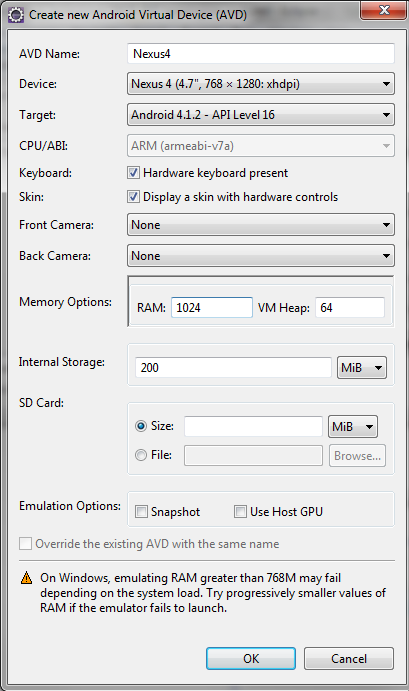 Create new Android Virtual Device (AVD)
AVD Name: Nexus4
Device: Nexus 4 (4.7", 768 × 1280: xhdpi)
Target: Android 4.1.2 - API Level 16
CPU/ABI: ARM (armeabi-v7a)
Keyboard: Hardware keyboard present
Skin: Display a skin with hardware controls
Front Camera: None
Back Camera: None
Memory Options: RAM: 1024 VM Heap: 64
Internal Storage: 200 MiB
SD Card:
Size: MiB
File: Browse...
Emulation Options: Snapshot Use Host GPU
Override the existing AVD with the same name
On Windows, emulating RAM greater than 768M may fail
depending on the system load. Try progressively smaller values
of RAM if the emulator fails to launch.
OK Cancel